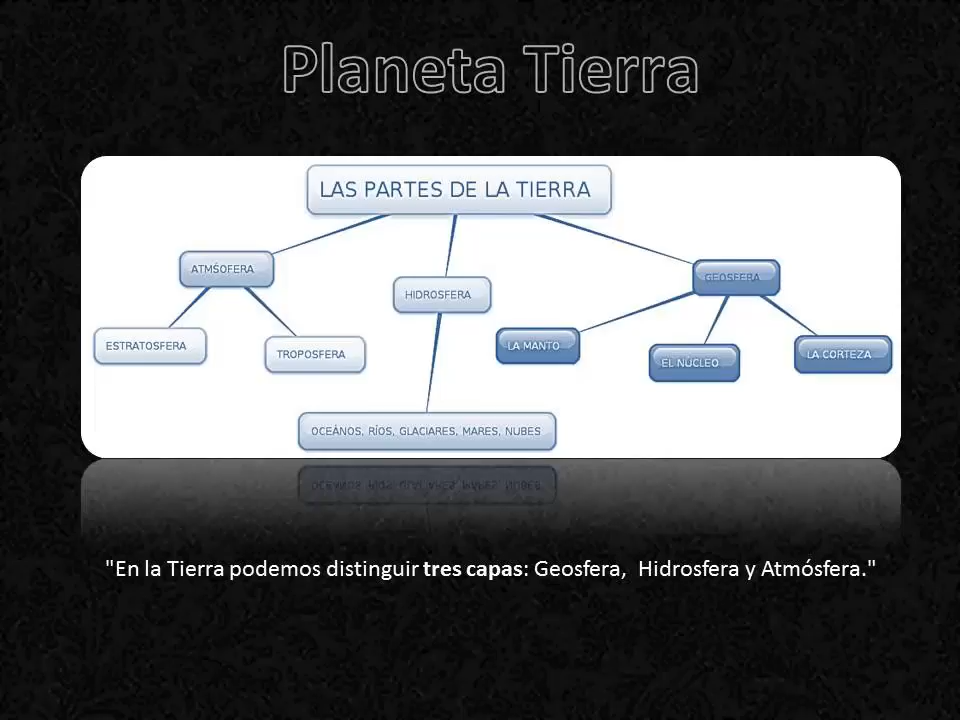 Planeta Tierra
LAS PARTES DE LA TIERRA
ATMŚOFERA
HIDROSFERA
GEOSFERA
ESTRATOSFERA
TROPOSFERA
LA MANTO
EL NÚCLEO
LA CORTEZA
OCEÁNOS, RÍOS, GLACIARES, MARES, NUBES
"En la Tierra podemos distinguir tres capas: Geosfera,  Hidrosfera y Atmósfera."